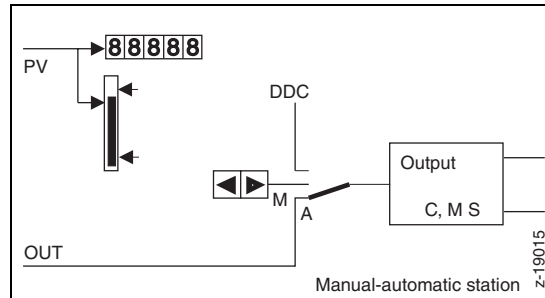 88888
PV
DDC
M
A
Output
C, M S
OUT
Manual-automatic station
z-19015